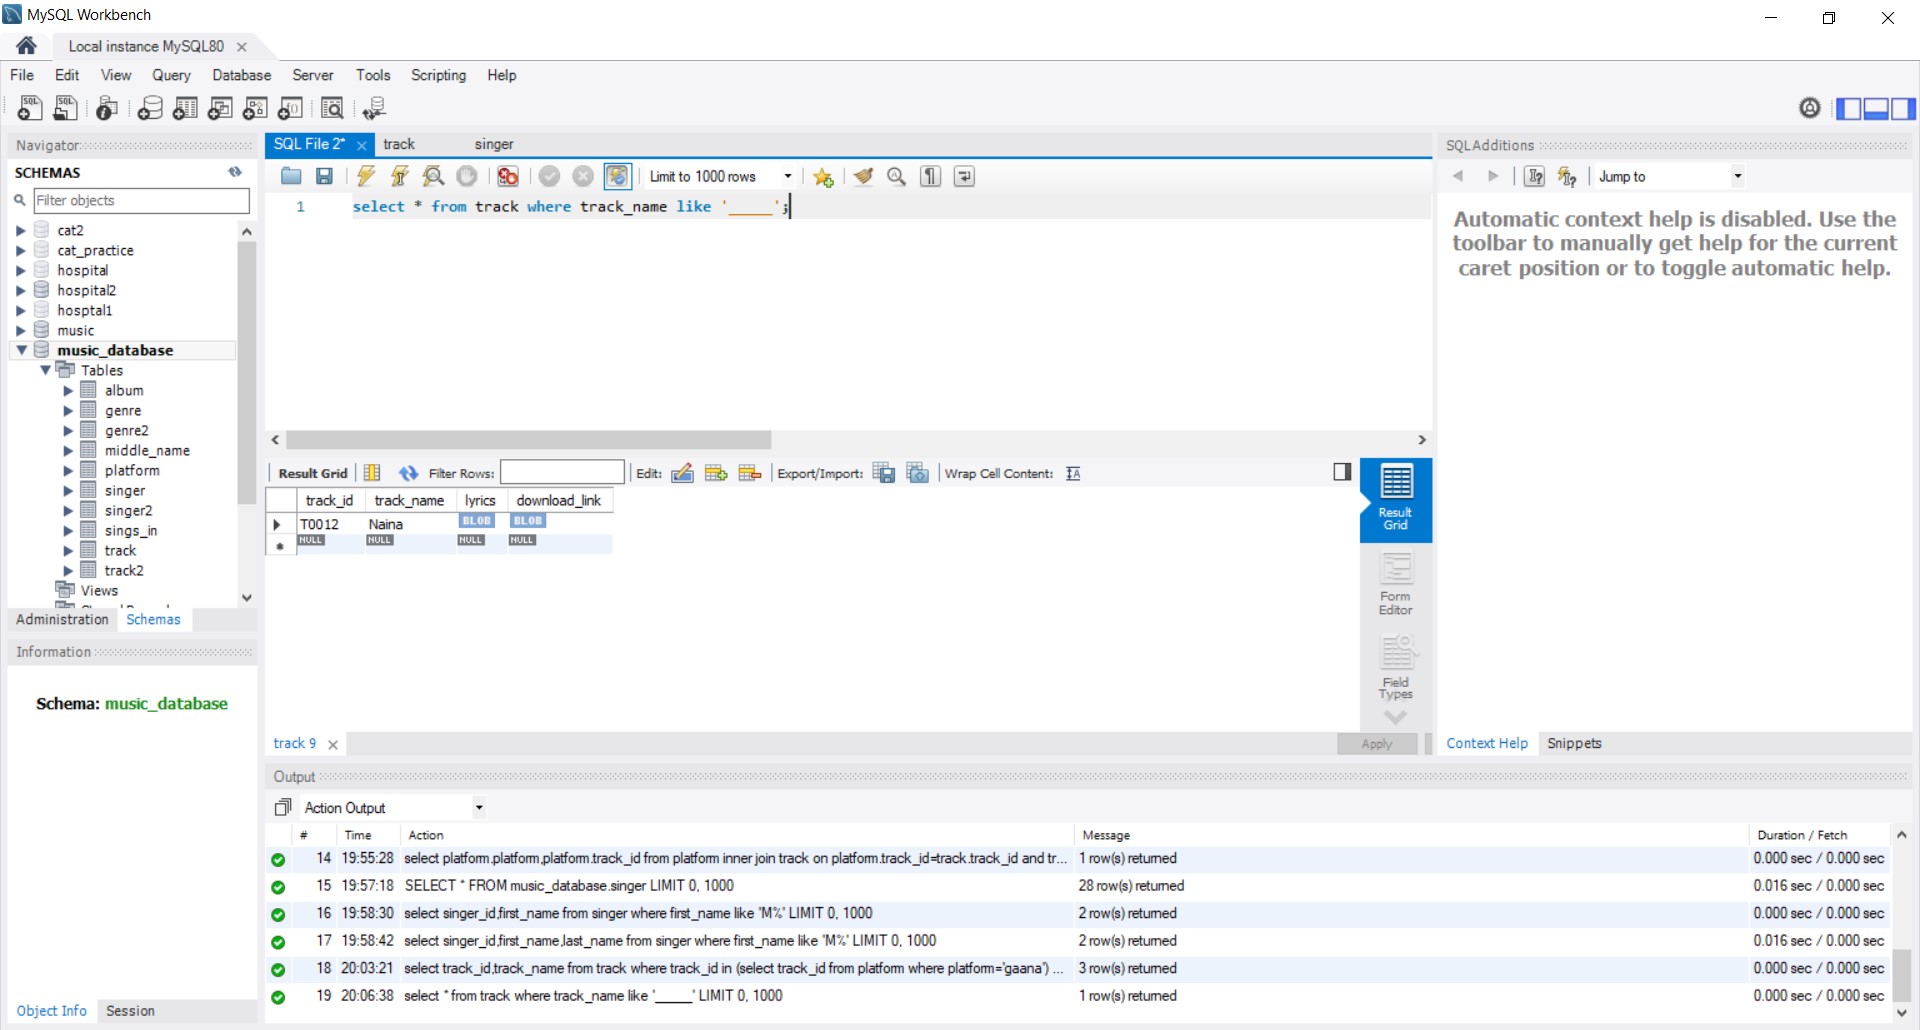 MySQL Workbench
Local instance MySQL80
File Edit View Query Database Server Tools Scripting Help
Navigator
SCHEMAS
Filter objects
cat2
cat_practice
hospital
hospital2
hosptal1
music
music_database
Tables
album
genre
genre2
middle_name
platform
singer
singer2
sings_in
track
track2
Views
Administration Schemas
Information
Schema: music_database
Object Info Session
SQL File 2* track singer
Limit to 1000 rows
1 select * from track where track_name like '_____';
Result Grid Filter Rows: Edit: Export/Import: Wrap Cell Content:
track_id track_name lyrics download_link
T0012 Naina BLOB BLOB
NULL NULL NULL NULL
Result
Grid
Form
Editor
Field
Types
track 9
Apply
SQLAdditions
Jump to
Automatic context help is disabled. Use the
toolbar to manually get help for the current
caret position or to toggle automatic help.
Context Help Snippets
Output
Action Output
# Time Action Message Duration / Fetch
14 19:55:28 select platform.platform,platform.track_id from platform inner join track on platform.track_id=track.track_id and tr... 1 row(s) returned 0.000 sec / 0.000 sec
15 19:57:18 SELECT * FROM music_database.singer LIMIT 0, 1000 28 row(s) returned 0.016 sec / 0.000 sec
16 19:58:30 select singer_id,first_name from singer where first_name like 'M%' LIMIT 0, 1000 2 row(s) returned 0.000 sec / 0.000 sec
17 19:58:42 select singer_id,first_name,last_name from singer where first_name like 'M%' LIMIT 0, 1000 2 row(s) returned 0.016 sec / 0.000 sec
18 20:03:21 select track_id,track_name from track where track_id in (select track_id from platform where platform='gaana') ... 3 row(s) returned 0.000 sec / 0.000 sec
19 20:06:38 select * from track where track_name like '_____' LIMIT 0, 1000 1 row(s) returned 0.000 sec / 0.000 sec